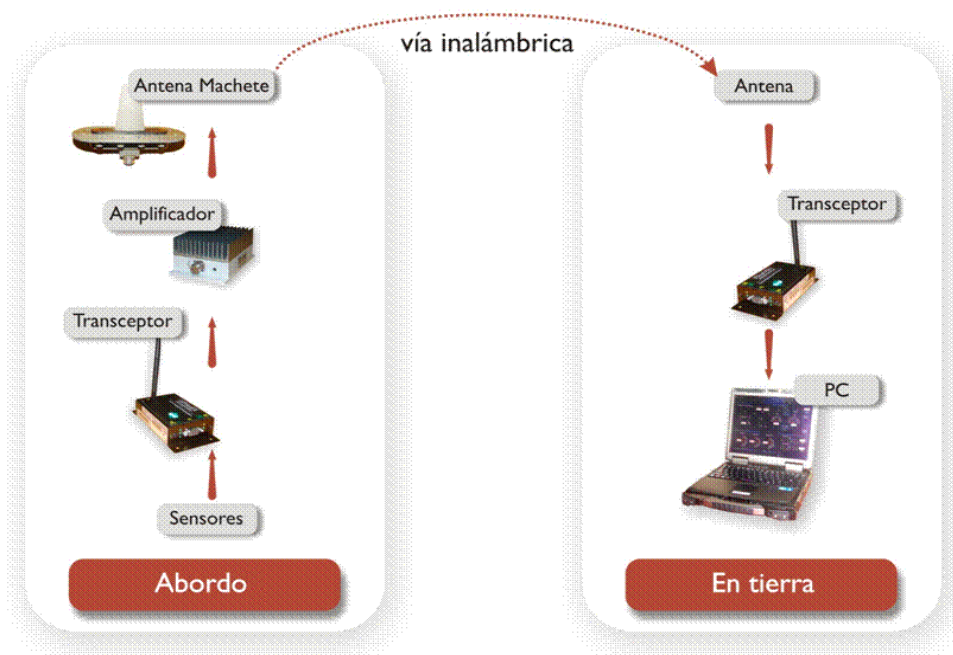 vía inalámbrica
Antena Machete
Amplificador
Transceptor
Sensores
Abordo
Antena
Transceptor
PC
En tierra